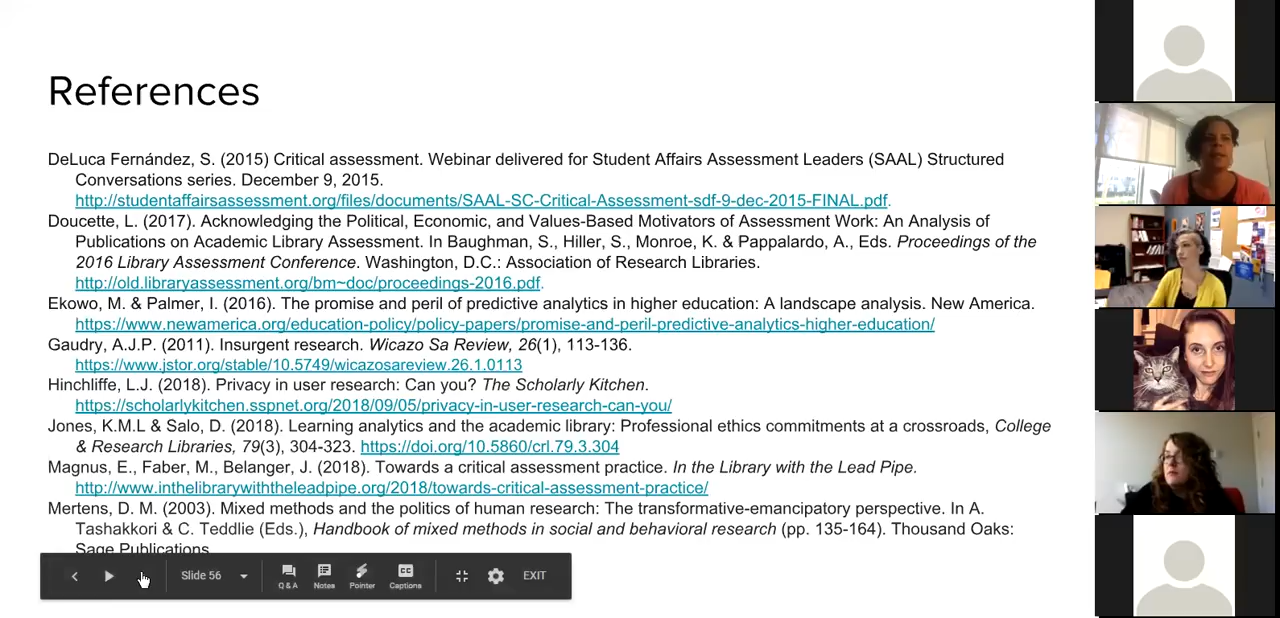 References
DeLuca Fernández, S. (2015) Critical assessment. Webinar delivered for Student Affairs Assessment Leaders (SAAL) Structured
Conversations series. December 9, 2015.
http://studentaffairsassessment.org/files/documents/SAAL-SC-Critical-Assessment-sdf-9-dec-2015-FINAL.pdf.
Doucette, L. (2017). Acknowledging the Political, Economic, and Values-Based Motivators of Assessment Work: An Analysis of
Publications on Academic Library Assessment. In Baughman, S., Hiller, S., Monroe, K. & Pappalardo, A., Eds. Proceedings of the
2016 Library Assessment Conference. Washington, D.C.: Association of Research Libraries.
http://old.libraryassessment.org/bm~doc/proceedings-2016.pdf.
Ekowo, M. & Palmer, I. (2016). The promise and peril of predictive analytics in higher education: A landscape analysis. New America.
https://www.newamerica.org/education-policy/policy-papers/promise-and-peril-predictive-analytics-higher-education/
Gaudry, A.J.P. (2011). Insurgent research. Wicazo Sa Review, 26(1), 113-136.
https://www.jstor.org/stable/10.5749/wicazosareview.26.1.0113
Hinchliffe, L.J. (2018). Privacy in user research: Can you? The Scholarly Kitchen.
https://scholarlykitchen.sspnet.org/2018/09/05/privacy-in-user-research-can-you/
Jones, K.M.L & Salo, D. (2018). Learning analytics and the academic library: Professional ethics commitments at a crossroads, College
& Research Libraries, 79(3), 304-323. https://doi.org/10.5860/crl.79.3.304
Magnus, E., Faber, M., Belanger, J. (2018). Towards a critical assessment practice. In the Library with the Lead Pipe.
http://www.inthelibrarywiththeleadpipe.org/2018/towards-critical-assessment-practice/
Mertens, D. M. (2003). Mixed methods and the politics of human research: The transformative-emancipatory perspective. In A.
Tashakkori & C. Teddlie (Eds.), Handbook of mixed methods in social and behavioral research (pp. 135-164). Thousand Oaks:
Sage Publications
Slide 56
Q & A
Notes
Pointer
Captions
EXIT